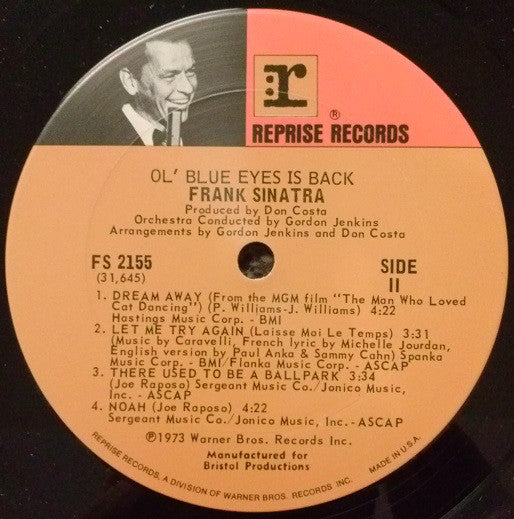 r
®
REPRISE RECORDS
OL' BLUE EYES IS BACK
FRANK SINATRA
Produced by Don Costa
Orchestra Conducted by Gordon Jenkins
Arrangements by Gordon Jenkins and Don Costa
FS 2155
(31,645)
SIDE
II
1. DREAM AWAY (From the MGM film "The Man Who Loved
Cat Dancing") (P. Williams-J. Williams) 4:22
Hastings Music Corp. - BMI
2. LET ME TRY AGAIN (Laisse Moi Le Temps) 3:31
(Music by Caravelli, French lyric by Michelle Jourdan,
English version by Paul Anka & Sammy Cahn) Spanka
Music Corp. - BMI/Flanka Music Corp. - ASCAP
3. THERE USED TO BE A BALLPARK 3:34
(Joe Raposo) Sergeant Music Co./Jonico Music,
Inc. - ASCAP
4. NOAH (Joe Raposo) 4:22
Sergeant Music Co./Jonico Music, Inc.-ASCAP
℗1973 Warner Bros. Records Inc.
Manufactured for
Bristol Productions
REPRISE RECORDS, A DIVISION OF WARNER BROS. RECORDS INC. MADE IN U.S.A.